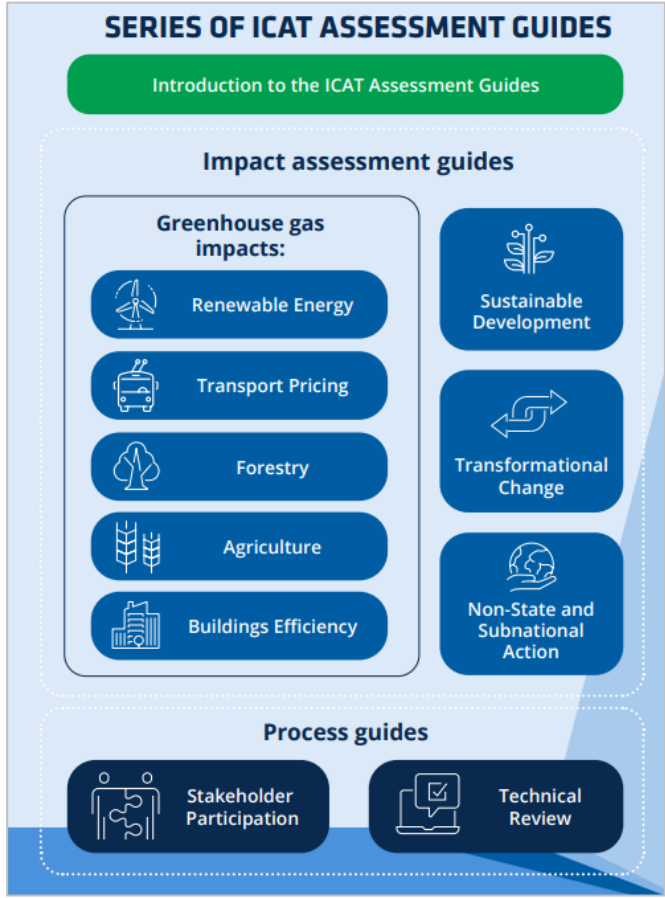 SERIES OF ICAT ASSESSMENT GUIDES
Introduction to the ICAT Assessment Guides
Impact assessment guides
Greenhouse gas
impacts:
Renewable Energy
Transport Pricing
Forestry
Agriculture
Buildings Efficiency
Sustainable
Development
Transformational
Change
Non-State and
Subnational
Action
Process guides
Stakeholder
Participation
Technical
Review